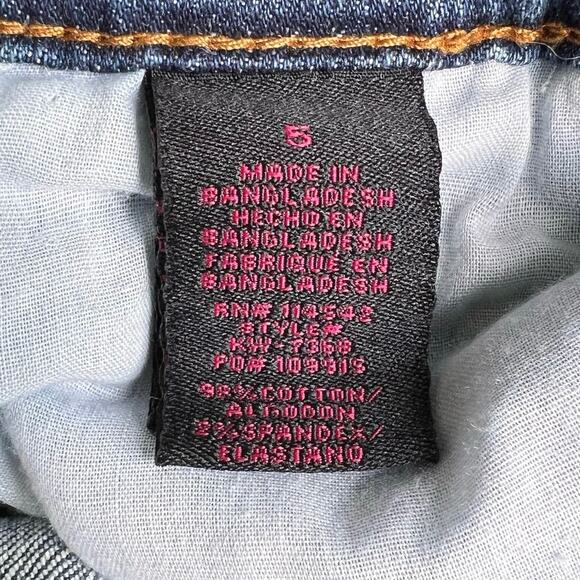 5
MADE IN
BANGLADESH
HECHO EN
BANGLADESH
FABRIQUE EN
BANGLADESH
RN# 114542
STYLE#
KW-7368
PO# 109915
98%COTTON/
ALGODON
2%SPANDEX/
ELASTANO